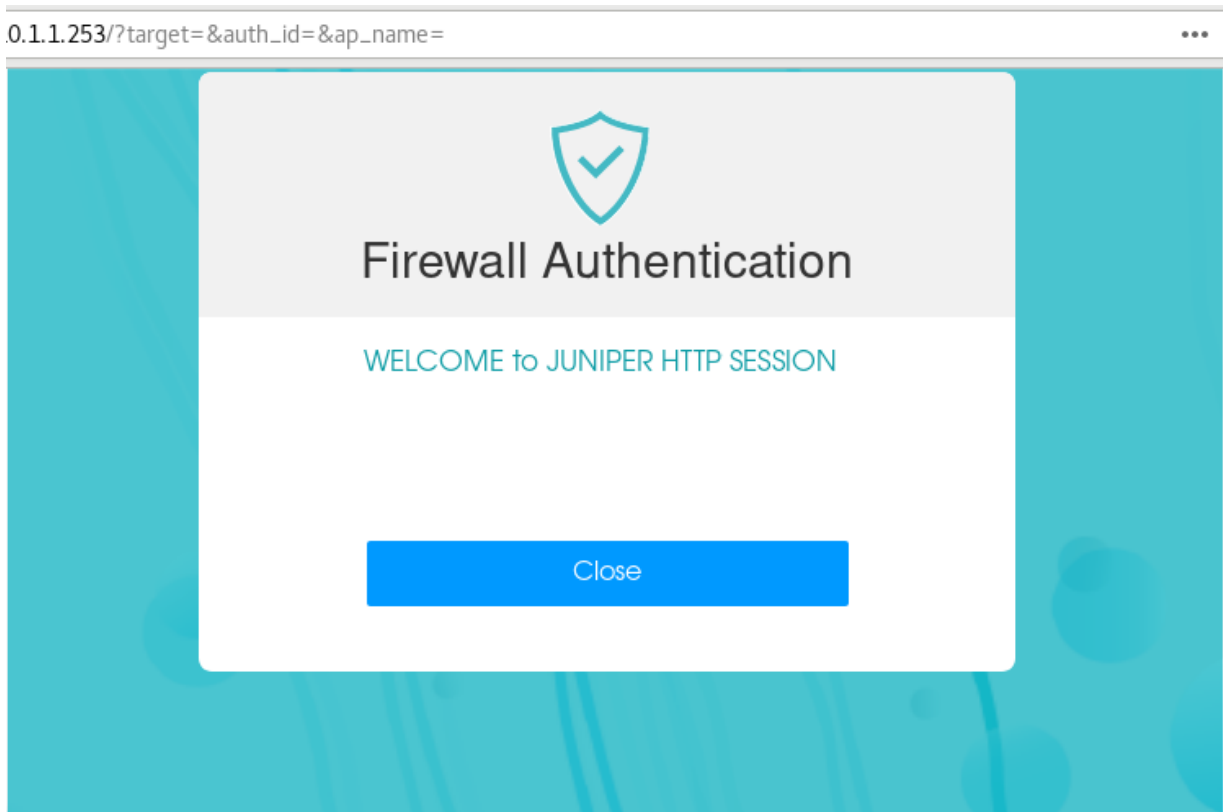 .0.1.1.253/?target=&auth_id=&ap_name=
Firewall Authentication
WELCOME to JUNIPER HTTP SESSION
Close